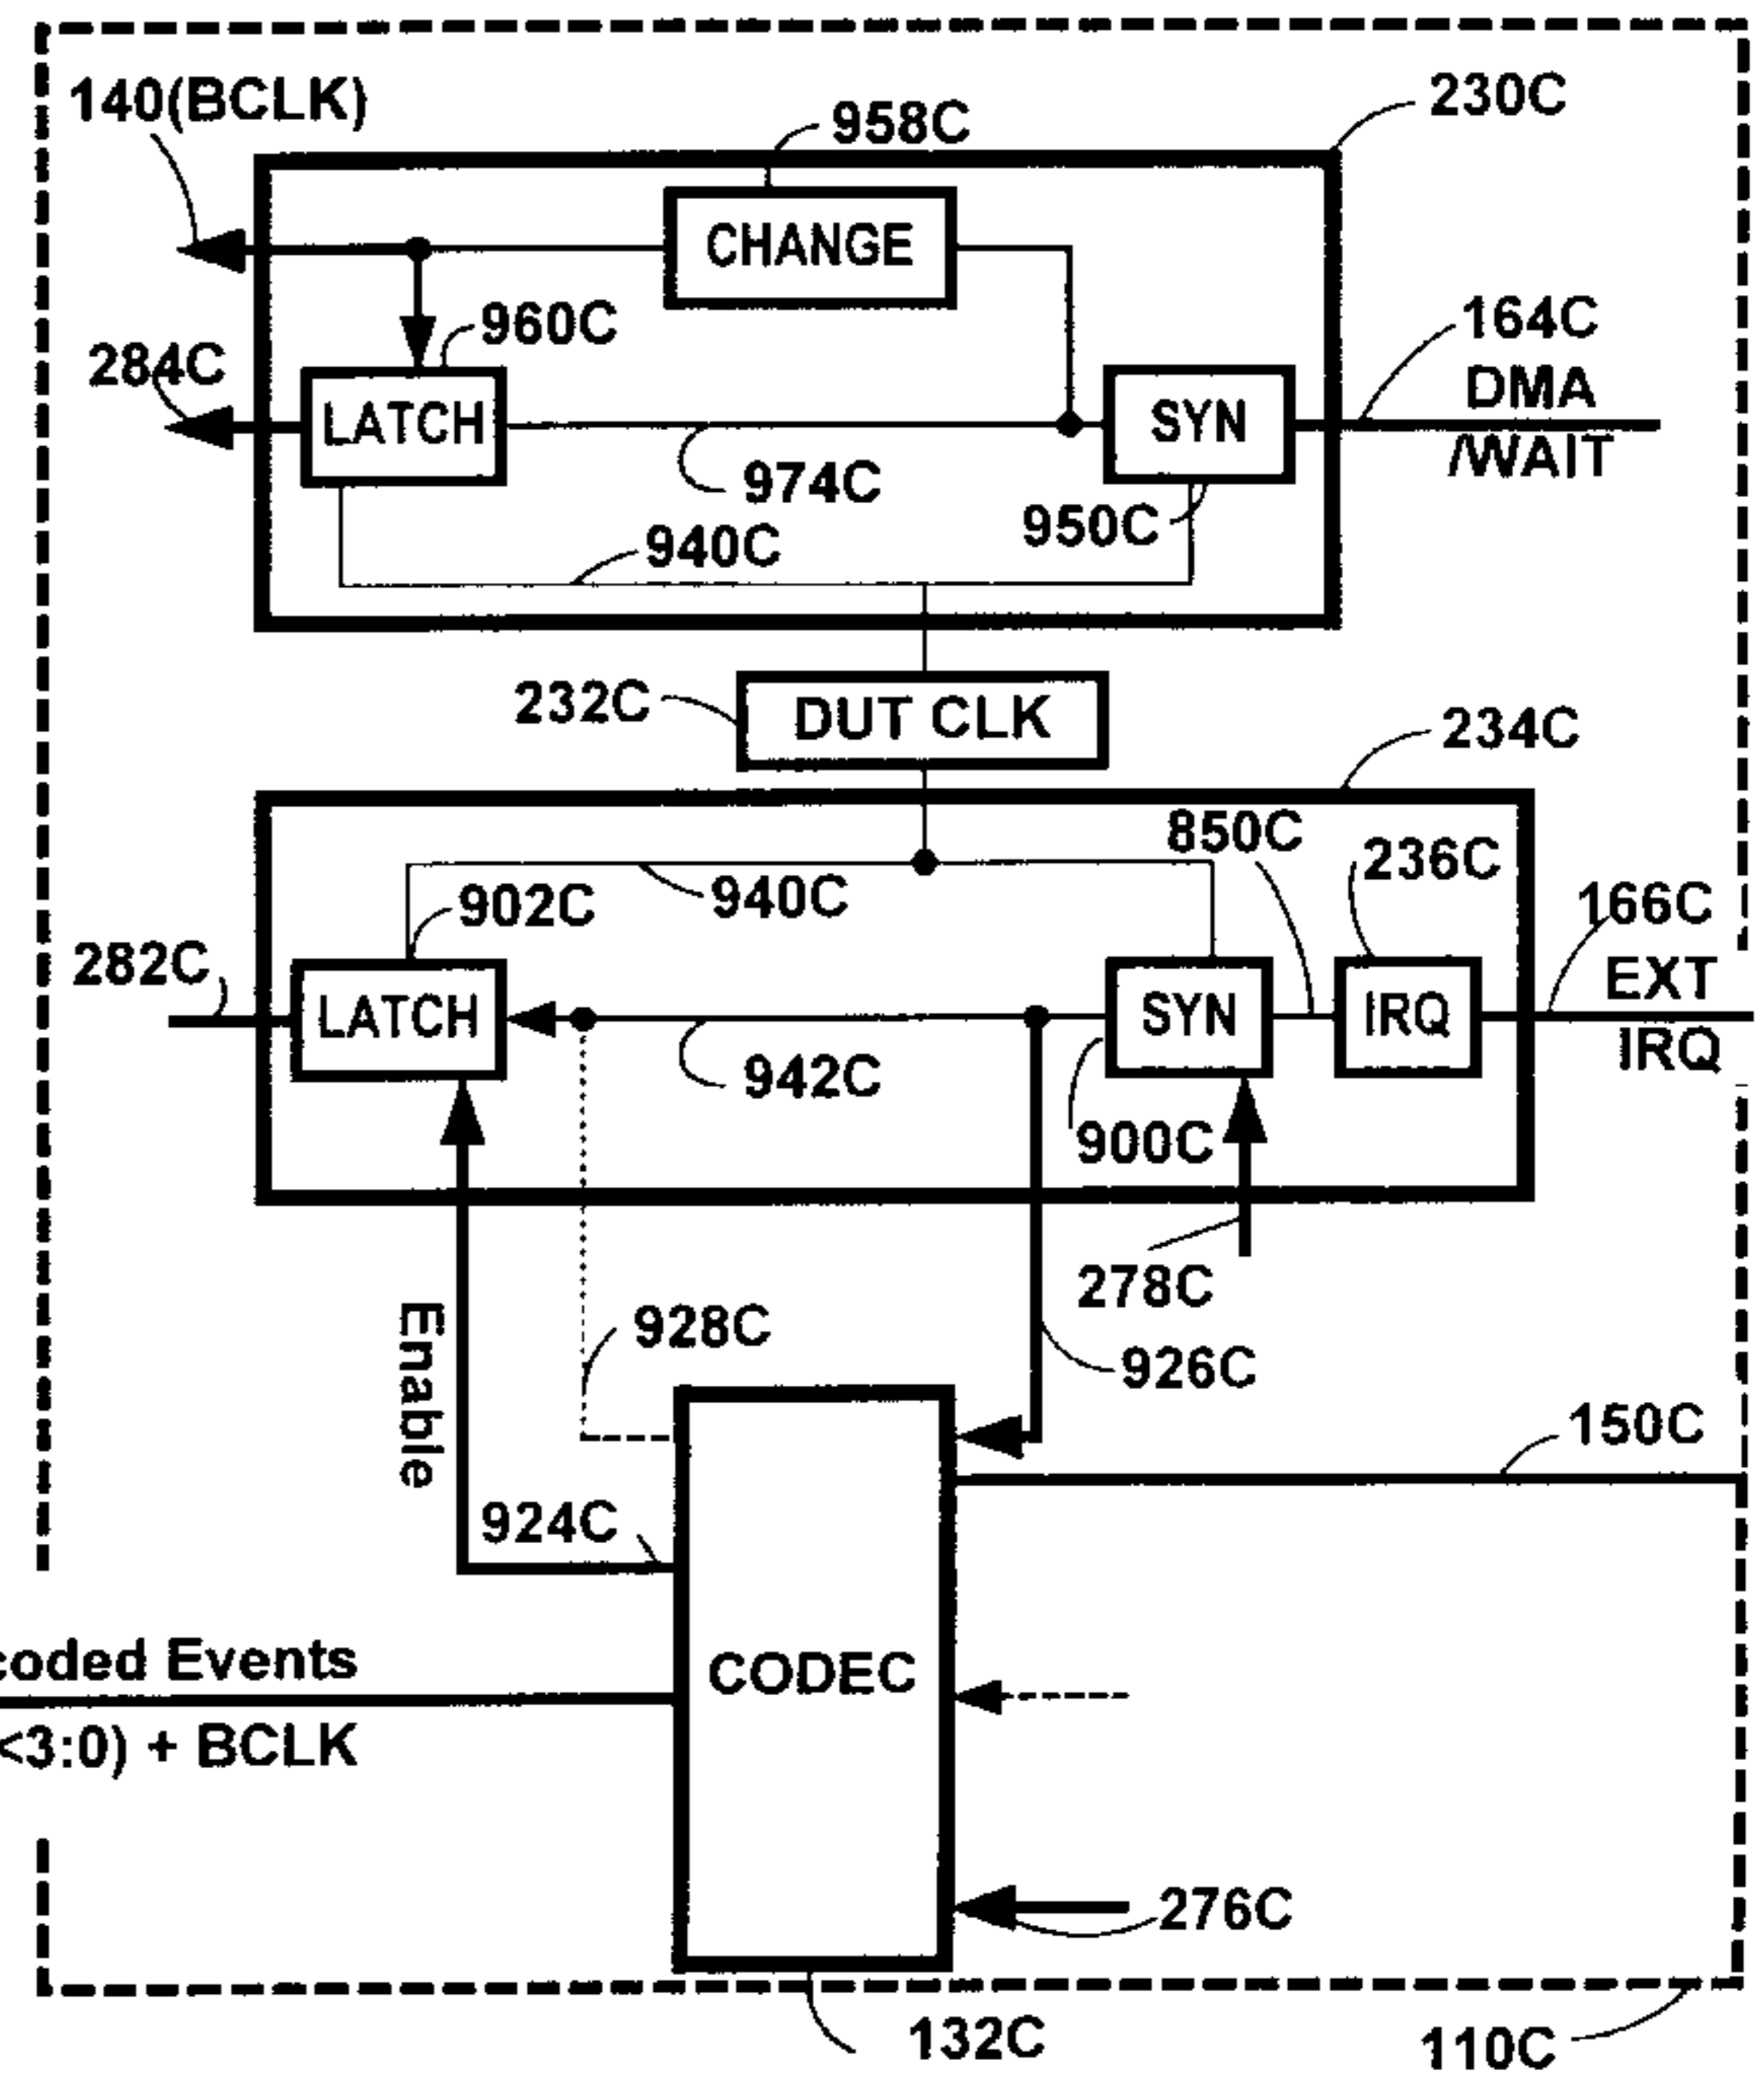 140(BCLK)
958C
230C
CHANGE
960C
164C
284C
DMA
LATCH
SYN
/WAIT
974C
950C
940C
232C
DUT CLK
234C
850C
236C
902C
940C
166C
282C
EXT
LATCH
SYN
IRQ
IRQ
942C
900C
278C
Enable
928C
926C
150C
924C
coded Events
CODEC
<3:0) + BCLK
276C
132C
110C